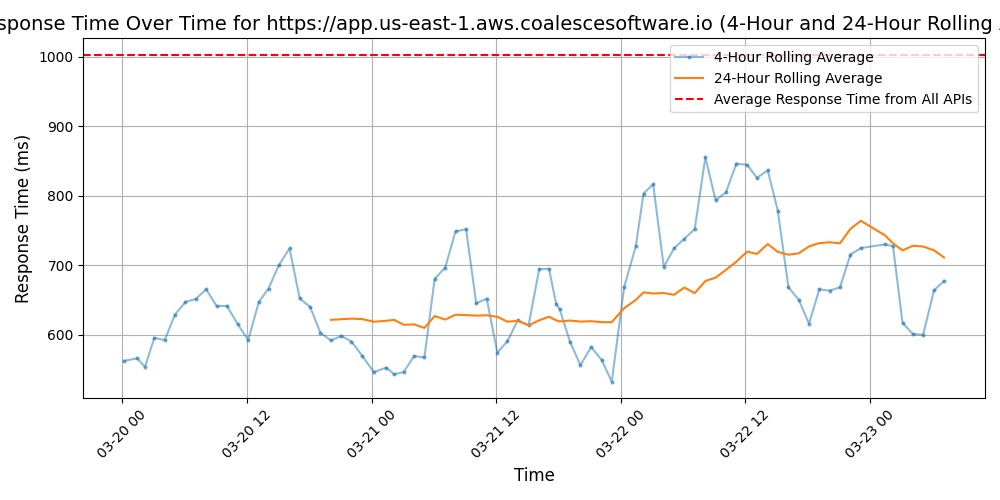 sponse Time Over Time for https://app.us-east-1.aws.coalescesoftware.io (4-Hour and 24-Hour Rolling
4-Hour Rolling Average
24-Hour Rolling Average
Average Response Time from All APIs
Response Time (ms)
1000
900
800
700
600
03-20 00
03-20 12
03-21 00
03-21 12
03-22 00
03-22 12
03-23 00
Time